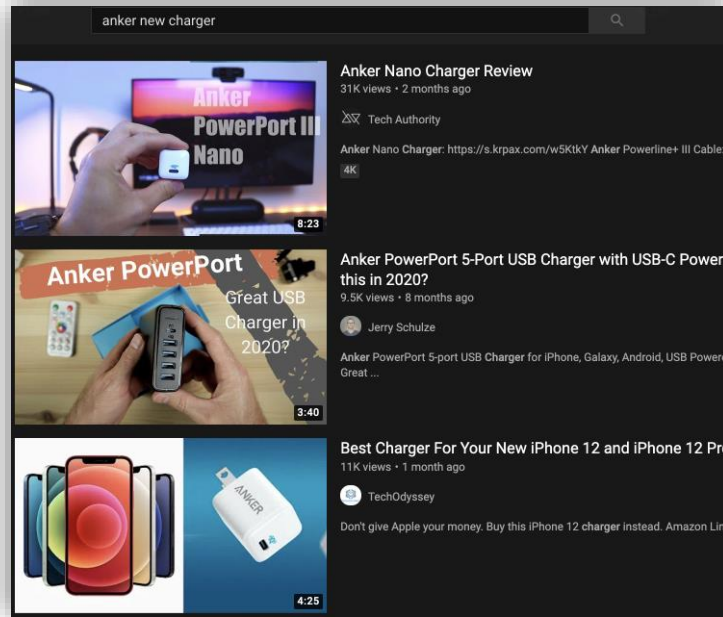 anker new charger
Anker
PowerPort III
Nano
8:23
Anker Nano Charger Review
31K views • 2 months ago
Tech Authority
Anker Nano Charger: https://s.krpax.com/w5KtkY Anker Powerline+ III Cable:
4K
Anker PowerPort
Great USB
Charger in
2020?
3:40
Anker PowerPort 5-Port USB Charger with USB-C Power
this in 2020?
9.5K views • 8 months ago
Jerry Schulze
Anker PowerPort 5-port USB Charger for iPhone, Galaxy, Android, USB Powere
Great ...
ANKER
4:25
Best Charger For Your New iPhone 12 and iPhone 12 Pro
11K views • 1 month ago
TechOdyssey
Don't give Apple your money. Buy this iPhone 12 charger instead. Amazon Lin